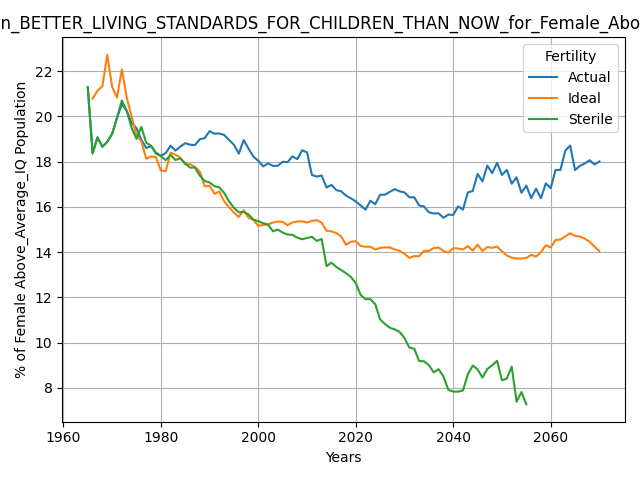 n_BETTER_LIVING_STANDARDS_FOR_CHILDREN_THAN_NOW_for_Female_Abo
Fertility
Actual
Ideal
Sterile
% of Female Above_Average_IQ Population
22
20
18
16
14
12
10
8
1960 1980 2000 2020 2040 2060
Years